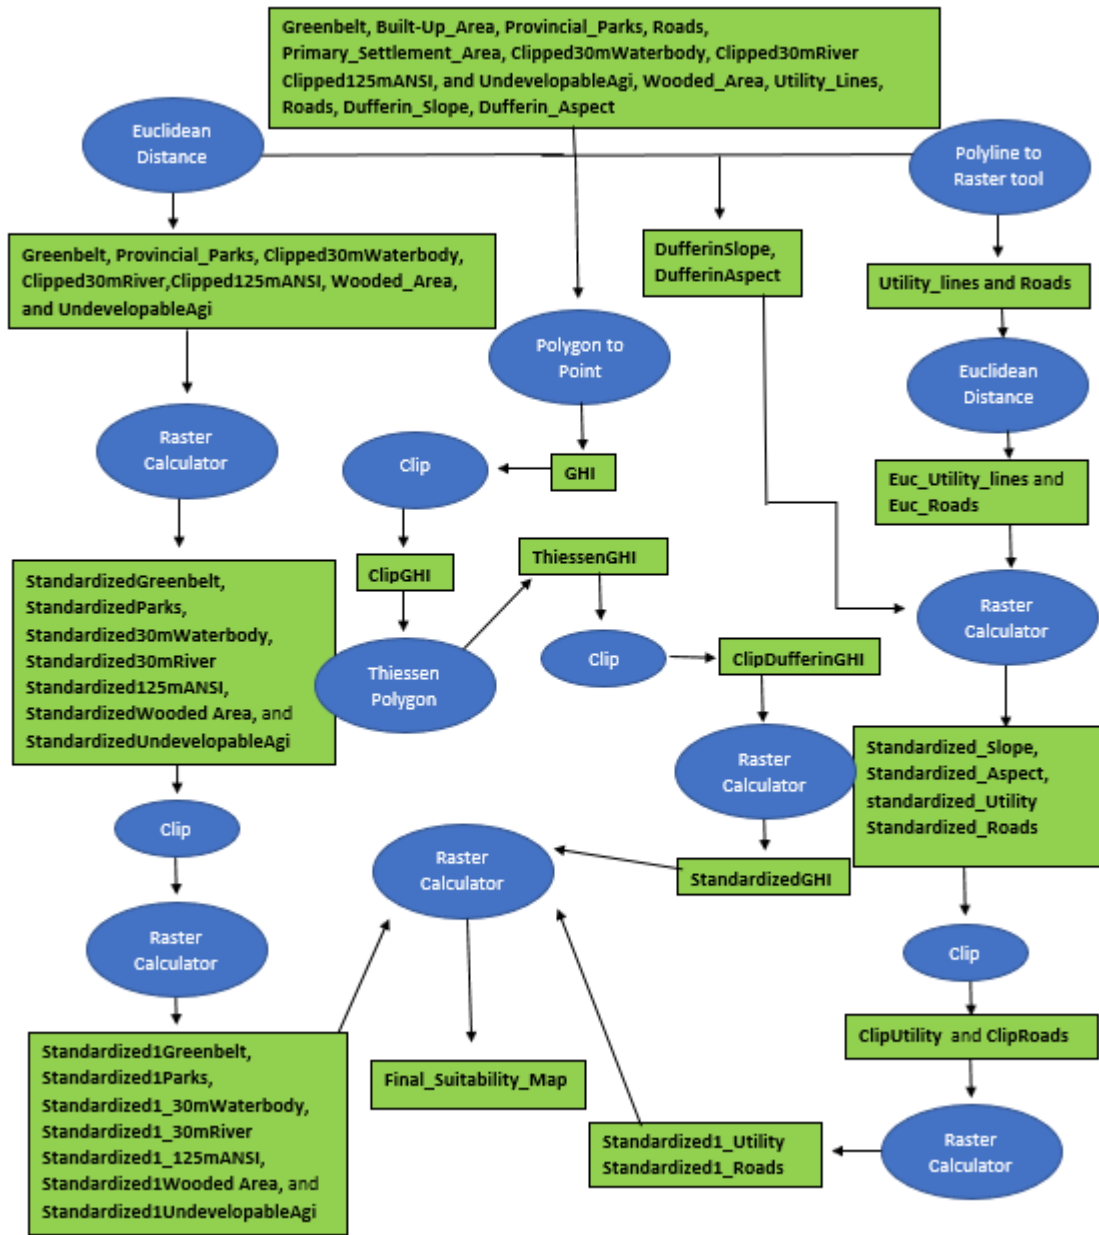 Greenbelt, Built-Up_Area, Provincial_Parks, Roads,
Primary_Settlement_Area, Clipped30mWaterbody, Clipped30mRiver
Clipped125mANSI, and UndevelopableAgi, Wooded_Area, Utility_Lines,
Roads, Dufferin_Slope, Dufferin_Aspect
Euclidean
Distance
Polyline to
Raster tool
Greenbelt, Provincial_Parks, Clipped30mWaterbody,
Clipped30mRiver,Clipped125mANSI, Wooded_Area,
and UndevelopableAgi
DufferinSlope,
DufferinAspect
Utility_lines and Roads
Polygon to
Point
Euclidean
Distance
Raster
Calculator
Clip
GHI
Euc_Utility_lines and
Euc_Roads
ClipGHI
ThiessenGHI
StandardizedGreenbelt,
StandardizedParks,
Standardized30mWaterbody,
Standardized30mRiver
Standardized125mANSI,
StandardizedWooded Area, and
StandardizedUndevelopableAgi
Raster
Calculator
Thiessen
Polygon
Clip
ClipDufferinGHI
Raster
Calculator
Standardized_Slope,
Standardized_Aspect,
standardized_Utility
Standardized_Roads
Clip
Raster
Calculator
StandardizedGHI
Raster
Calculator
Clip
ClipUtility and ClipRoads
Standardized1Greenbelt,
Standardized1Parks,
Standardized1_30mWaterbody,
Standardized1_30mRiver
Standardized1_125mANSI,
Standardized1Wooded Area, and
Standardized1UndevelopableAgi
Final_Suitability_Map
Standardized1_Utility
Standardized1_Roads
Raster
Calculator